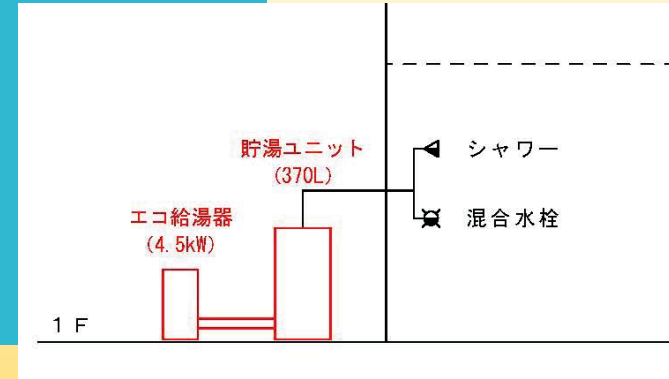 貯湯ユニット
(370L)
シャワー
エコ給湯器
(4.5kW)
混合水栓
1F